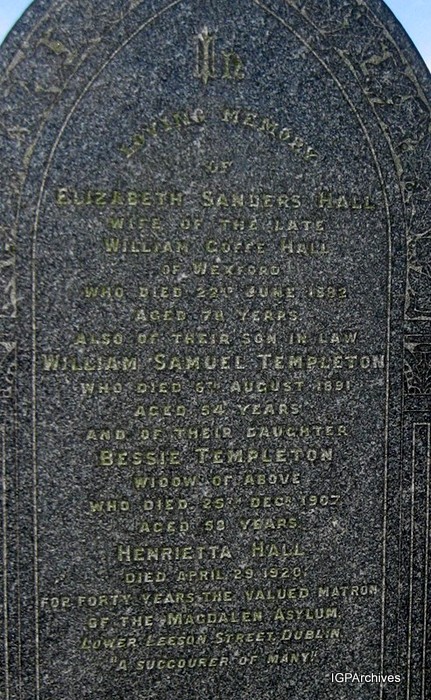 In
LOVING MEMORY
OF
ELIZABETH SANDERS HALL
WIFE OF THE LATE
WILLIAM GOFFE HALL
OF WEXFORD
WHO DIED 22ND JUNE 1892
AGED 78 YEARS
ALSO OF THEIR SON IN LAW
WILLIAM SAMUEL TEMPLETON
WHO DIED 6TH AUGUST 1891
AGED 54 YEARS
AND OF THEIR DAUGHTER
BESSIE TEMPLETON
WIDOW OF ABOVE
WHO DIED 25TH DECR 1907
AGED 58 YEARS
HENRIETTA HALL
DIED APRIL 29 1920
FOR FORTY YEARS THE VALUED MATRON
OF THE MAGDALEN ASYLUM,
LOWER LEESON STREET, DUBLIN.
"A SUCCOURER OF MANY"
IGPArchives